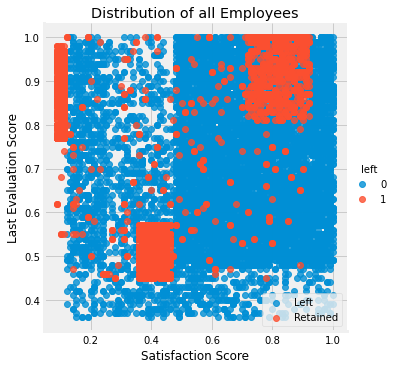 Distribution of all Employees
1.0
0.9
0.8
0.7
0.6
0.5
0.4
Last Evaluation Score
0.2
0.4
0.6
0.8
1.0
Satisfaction Score
left
0
1
Left
Retained